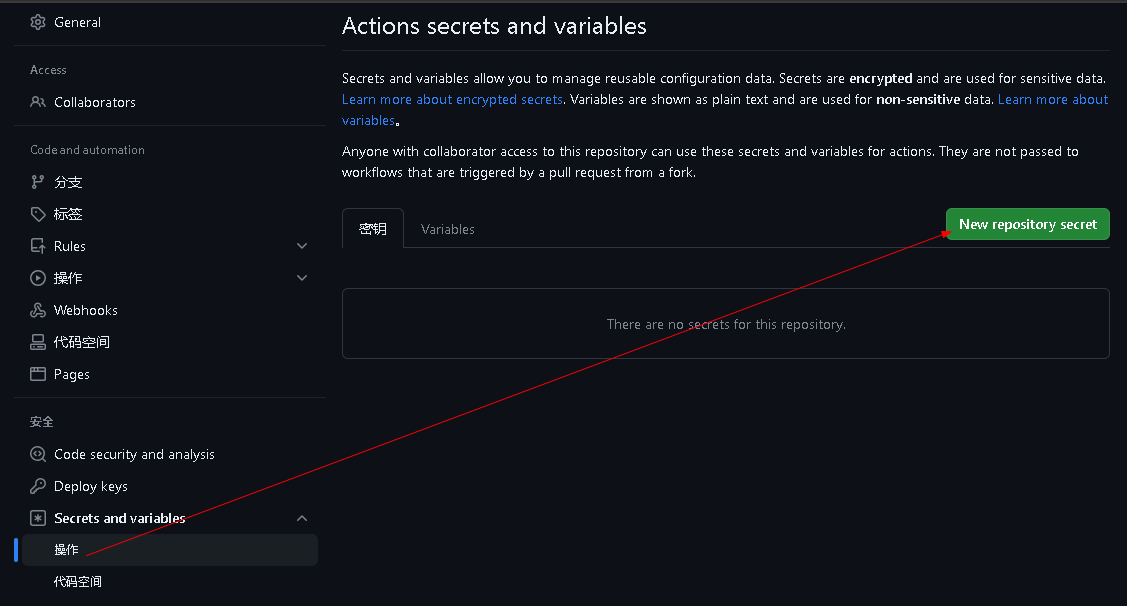 General
Access
Collaborators
Code and automation
分支
标签
Rules
操作
Webhooks
代码空间
Pages
安全
Code security and analysis
Deploy keys
Secrets and variables
操作
代码空间
Actions secrets and variables
Secrets and variables allow you to manage reusable configuration data. Secrets are encrypted and are used for sensitive data.
Learn more about encrypted secrets. Variables are shown as plain text and are used for non-sensitive data. Learn more about
variables。
Anyone with collaborator access to this repository can use these secrets and variables for actions. They are not passed to
workflows that are triggered by a pull request from a fork.
密钥 Variables New repository secret
There are no secrets for this repository.